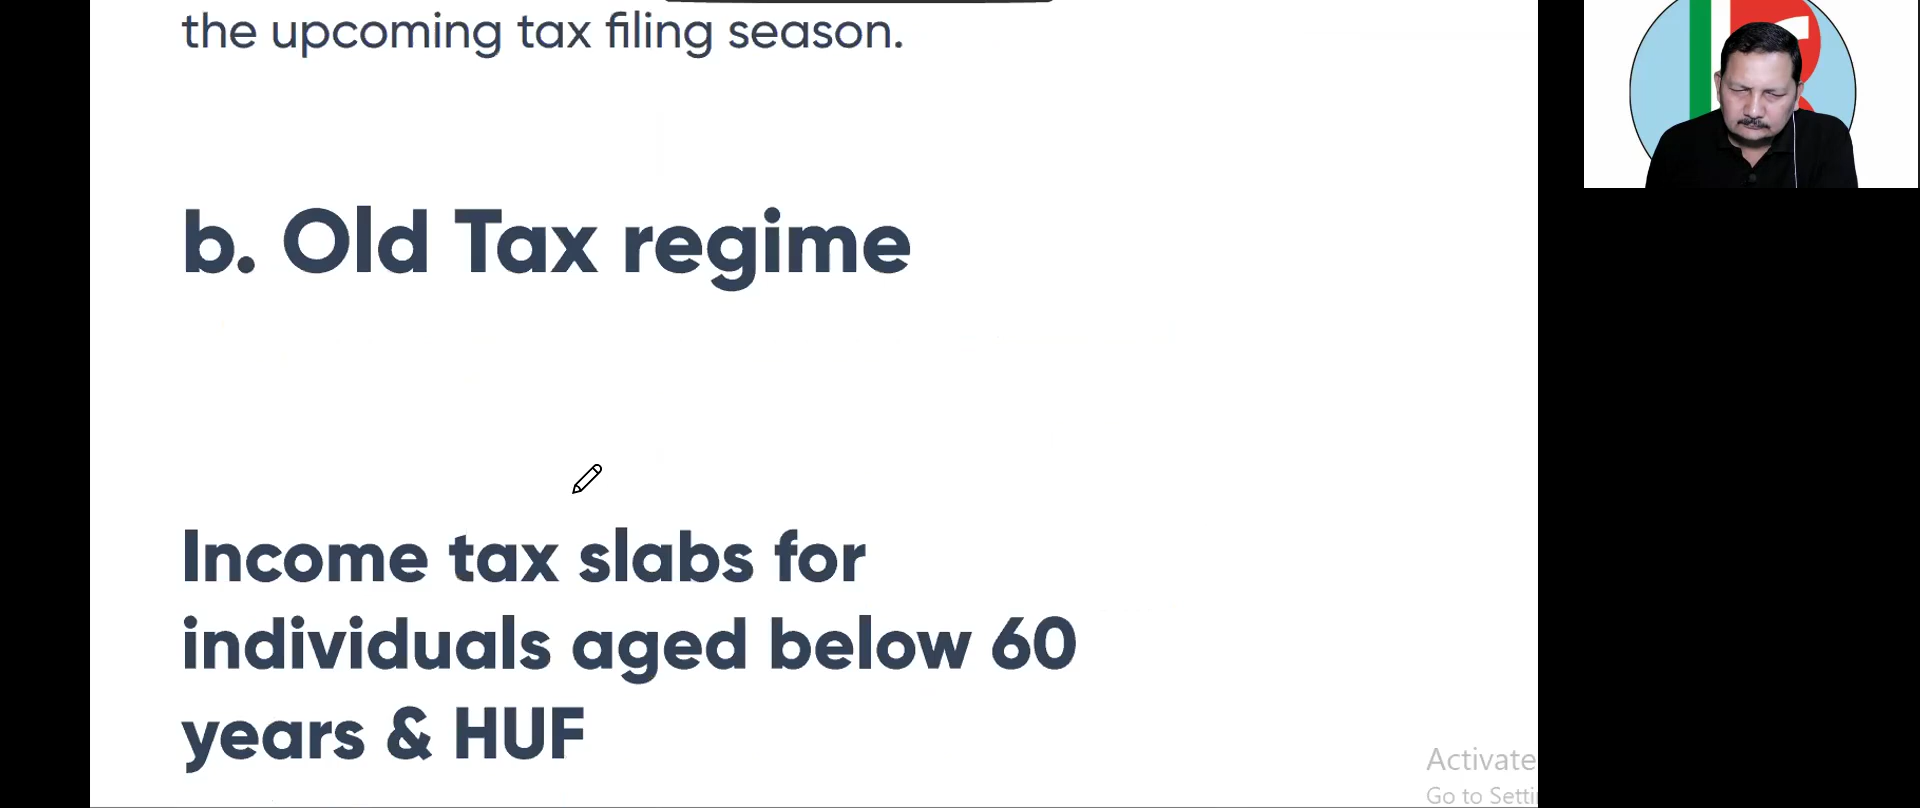 the upcoming tax filing season.
b. Old Tax regime
Income tax slabs for
individuals aged below 60
years & HUF
Activate
Go to Setti